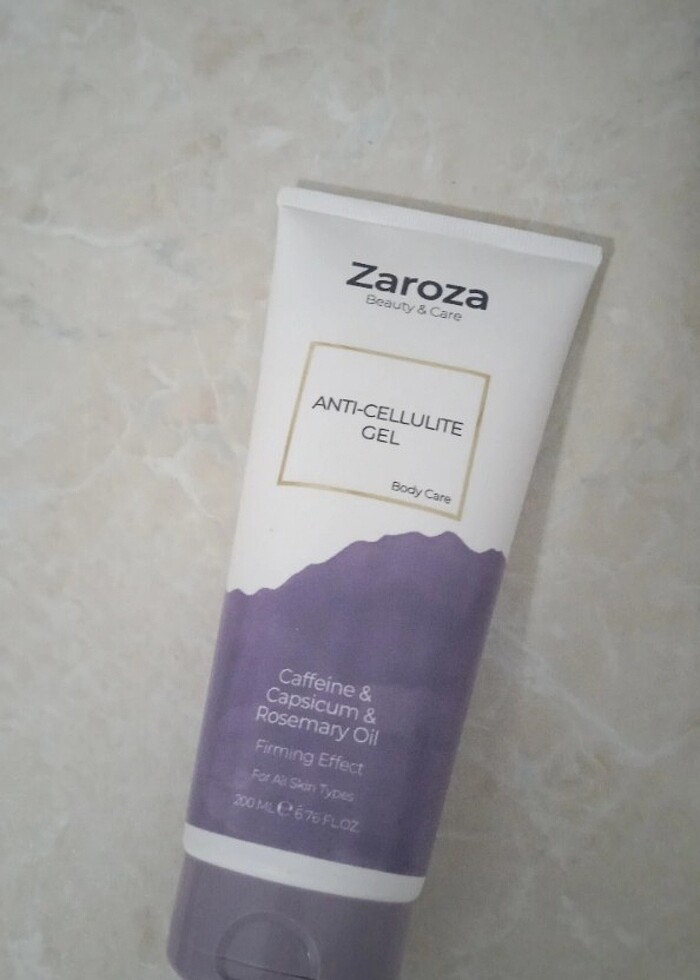 Zaroza
Beauty & Care
ANTI-CELLULITE
GEL
Body Care
Caffeine &
Capsicum &
Rosemary Oil
Firming Effect
For All Skin Types
200 ML ℮ 6.76 FL.OZ